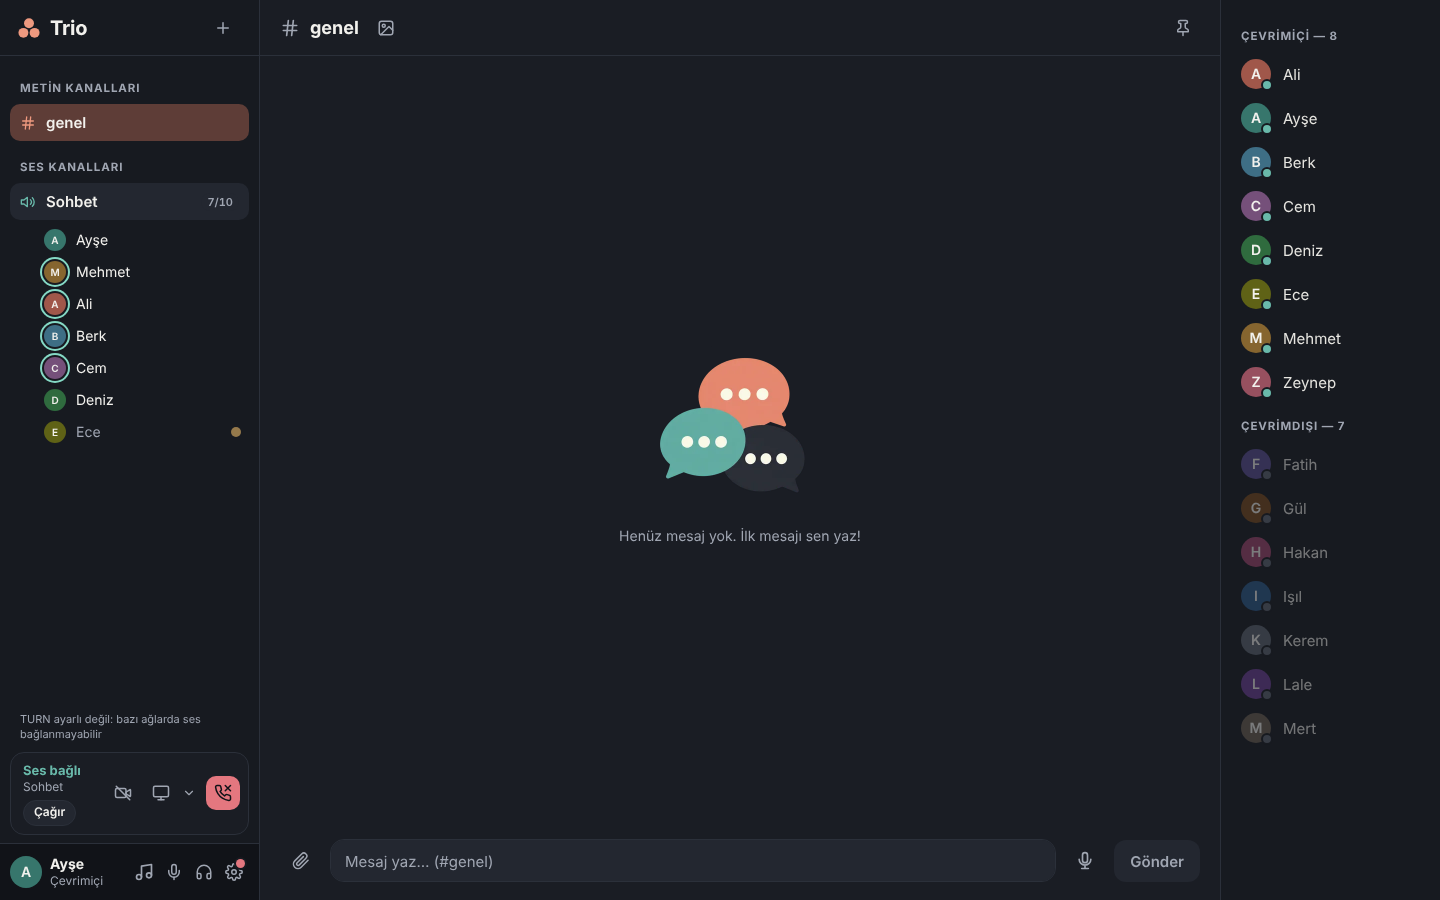 Trio
METİN KANALLARI
genel
SES KANALLARI
Sohbet 7/10
A Ayşe
M Mehmet
A Ali
B Berk
C Cem
D Deniz
E Ece
TURN ayarlı değil: bazı ağlarda ses
bağlanmayabilir
Ses bağlı
Sohbet
Çağır
A Ayşe
Çevrimiçi
# genel
Henüz mesaj yok. İlk mesajı sen yaz!
Mesaj yaz... (#genel)
Gönder
ÇEVRİMİÇİ — 8
A Ali
A Ayşe
B Berk
C Cem
D Deniz
E Ece
M Mehmet
Z Zeynep
ÇEVRİMDIŞI — 7
F Fatih
G Gül
H Hakan
I Işıl
K Kerem
L Lale
M Mert